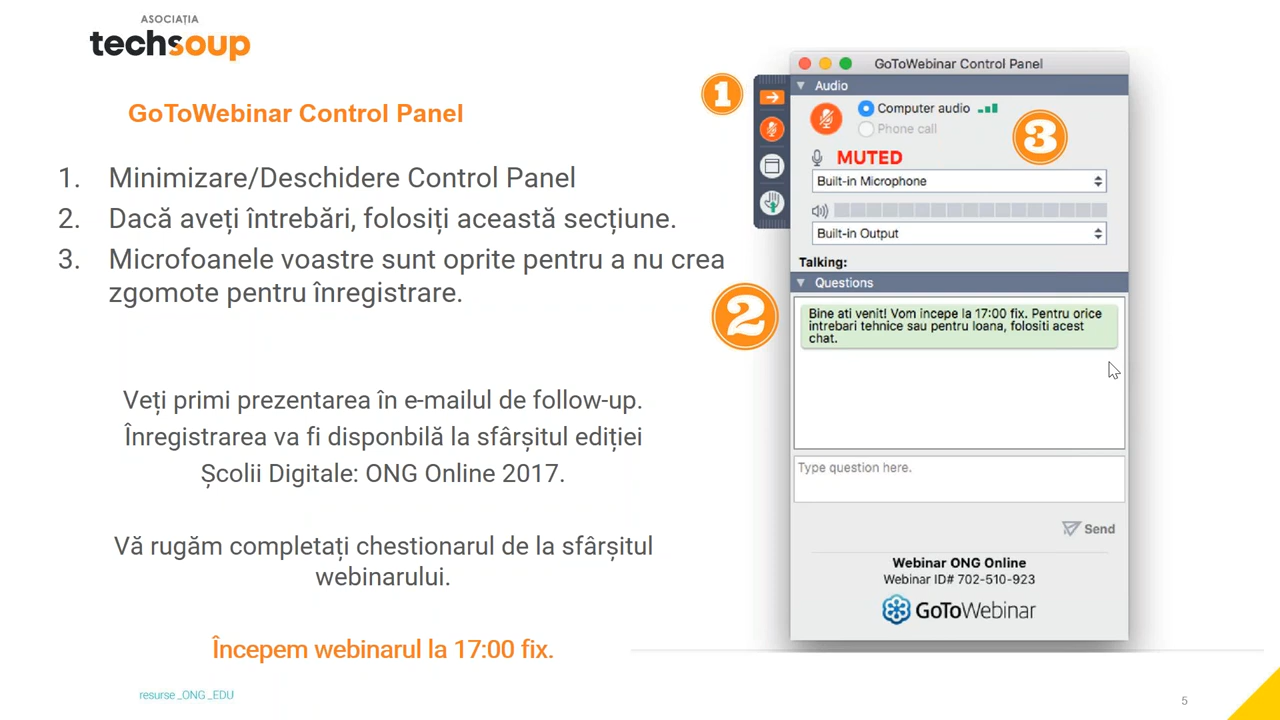 ASOCIAȚIA
techsoup
GoToWebinar Control Panel
1. Minimizare/Deschidere Control Panel
2. Dacă aveți întrebări, folosiți această secțiune.
3. Microfoanele voastre sunt oprite pentru a nu crea
zgomote pentru înregistrare.
Veți primi prezentarea în e-mailul de follow-up.
Înregistrarea va fi disponbilă la sfârșitul ediției
Școlii Digitale: ONG Online 2017.
Vă rugăm completați chestionarul de la sfârșitul
webinarului.
Începem webinarul la 17:00 fix.
resurse_ONG_EDU
1
GoToWebinar Control Panel
Audio
Computer audio
Phone call
3
MUTED
Built-in Microphone
Built-in Output
Talking:
Questions
2
Bine ati venit! Vom incepe la 17:00 fix. Pentru orice
intrebari tehnice sau pentru Ioana, folositi acest
chat.
Type question here.
Send
Webinar ONG Online
Webinar ID# 702-510-923
GoToWebinar
5